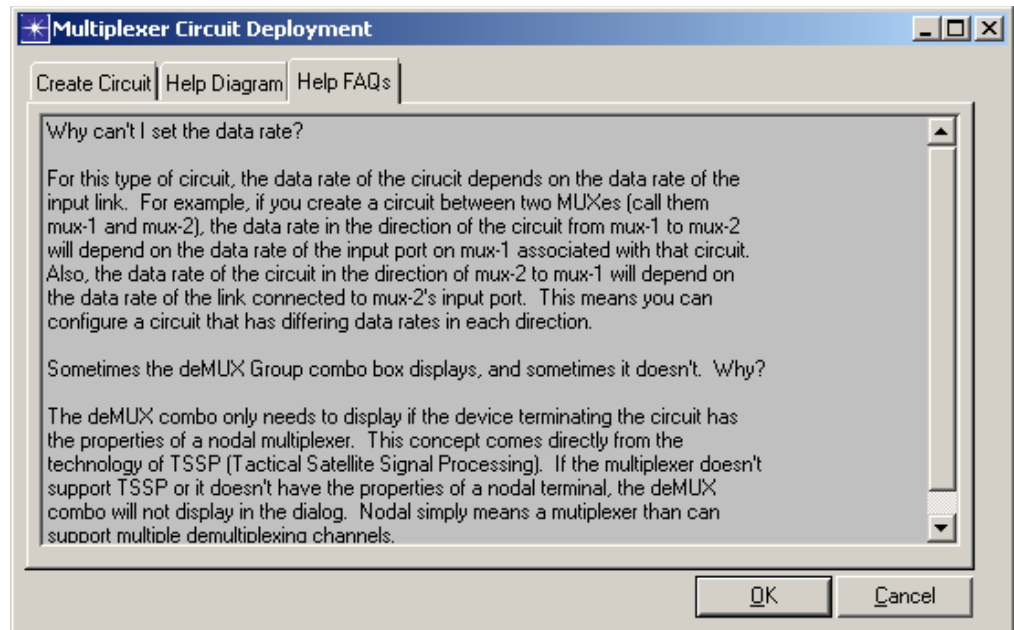 Multiplexer Circuit Deployment
Create Circuit Help Diagram Help FAQs
Why can't I set the data rate?
For this type of circuit, the data rate of the cirucit depends on the data rate of the
input link. For example, if you create a circuit between two MUXes (call them
mux-1 and mux-2), the data rate in the direction of the circuit from mux-1 to mux-2
will depend on the data rate of the input port on mux-1 associated with that circuit.
Also, the data rate of the circuit in the direction of mux-2 to mux-1 will depend on
the data rate of the link connected to mux-2's input port. This means you can
configure a circuit that has differing data rates in each direction.
Sometimes the deMUX Group combo box displays, and sometimes it doesn't. Why?
The deMUX combo only needs to display if the device terminating the circuit has
the properties of a nodal multiplexer. This concept comes directly from the
technology of TSSP (Tactical Satellite Signal Processing). If the multiplexer doesn't
support TSSP or it doesn't have the properties of a nodal terminal, the deMUX
combo will not display in the dialog. Nodal simply means a mutiplexer than can
support multiple demultiplexing channels.
OK Cancel